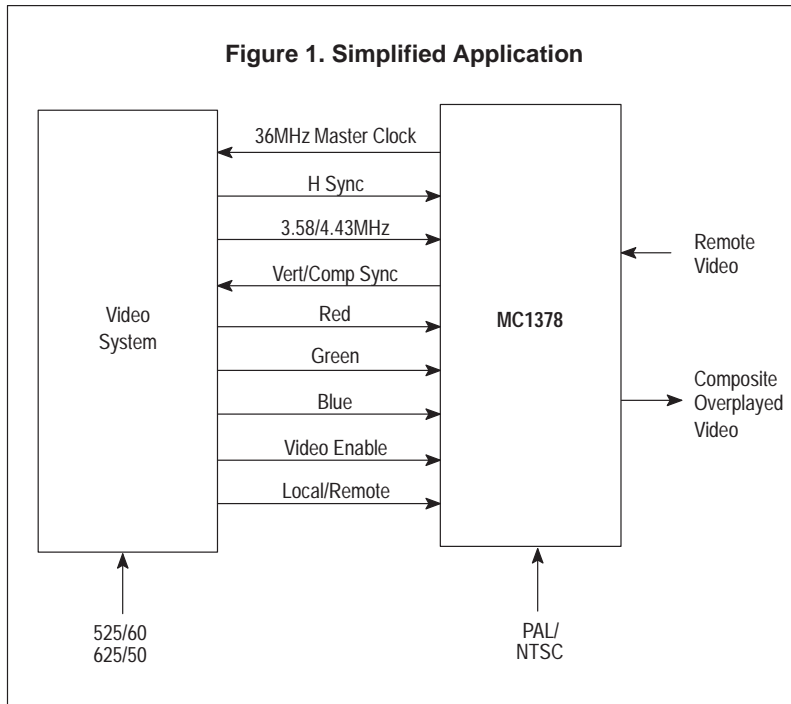 Figure 1. Simplified Application
36MHz Master Clock
H Sync
3.58/4.43MHz
Vert/Comp Sync
Red
Green
Blue
Video Enable
Local/Remote
Video
System
MC1378
Remote
Video
Composite
Overplayed
Video
525/60
625/50
PAL/
NTSC